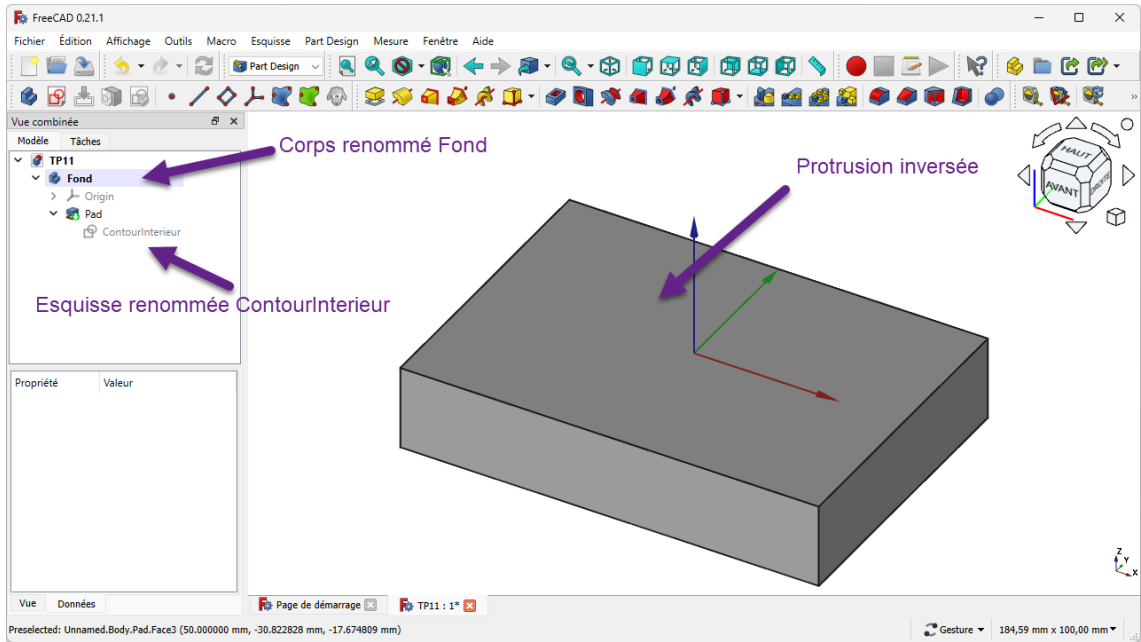 FreeCAD 0.21.1
Fichier Édition Affichage Outils Macro Esquisse Part Design Mesure Fenêtre Aide
Part Design
Vue combinée
Modèle Tâches
TP11
Fond
Origin
Pad
ContourInterieur
Corps renommé Fond
Protrusion inversée
Esquisse renommée ContourInterieur
HAUT
AVANT
DROITE
Propriété Valeur
Z
Y
X
Vue Données
Page de démarrage
TP11 : 1*
Preselected: Unnamed.Body.Pad.Face3 (50.000000 mm, -30.822828 mm, -17.674809 mm)
Gesture
184,59 mm x 100,00 mm